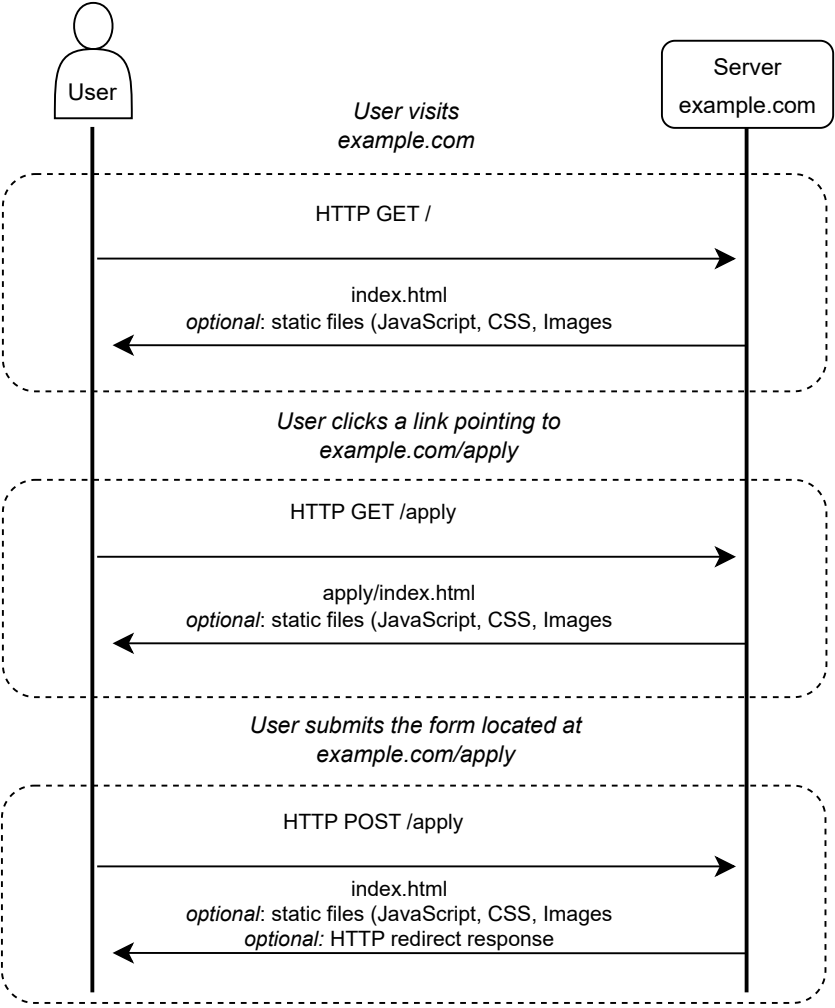 User
Server
example.com
User visits
example.com
HTTP GET /
index.html
optional: static files (JavaScript, CSS, Images
User clicks a link pointing to
example.com/apply
HTTP GET /apply
apply/index.html
optional: static files (JavaScript, CSS, Images
User submits the form located at
example.com/apply
HTTP POST /apply
index.html
optional: static files (JavaScript, CSS, Images
optional: HTTP redirect response